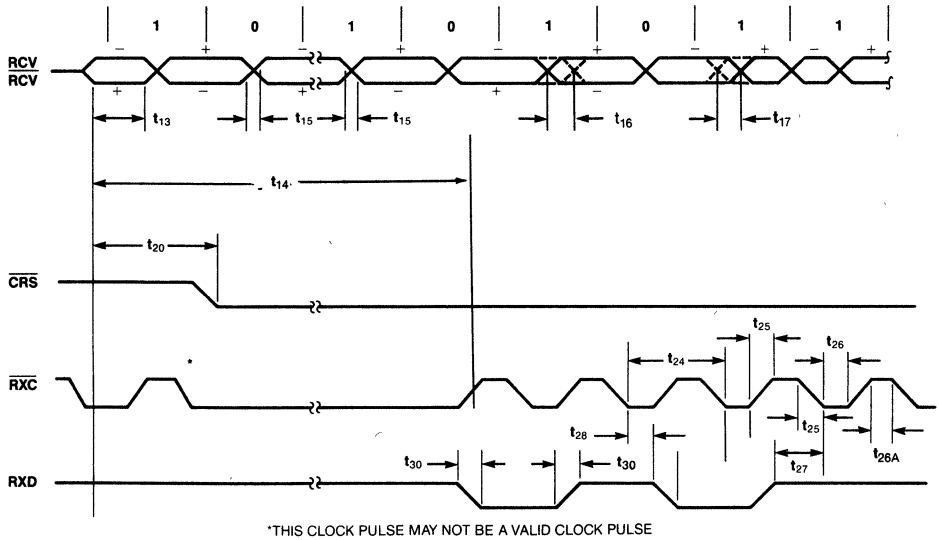 1 0 1 0 1 0 1 1
− + − + − + − + − +
RCV
RCV
+ − + − + − + −
t13 t15 t15 t16 t17
t14
t20
CRS
t25 t26
t24
*
RXC
t28 t25 t26A
t30 t30 t27
RXD
*THIS CLOCK PULSE MAY NOT BE A VALID CLOCK PULSE